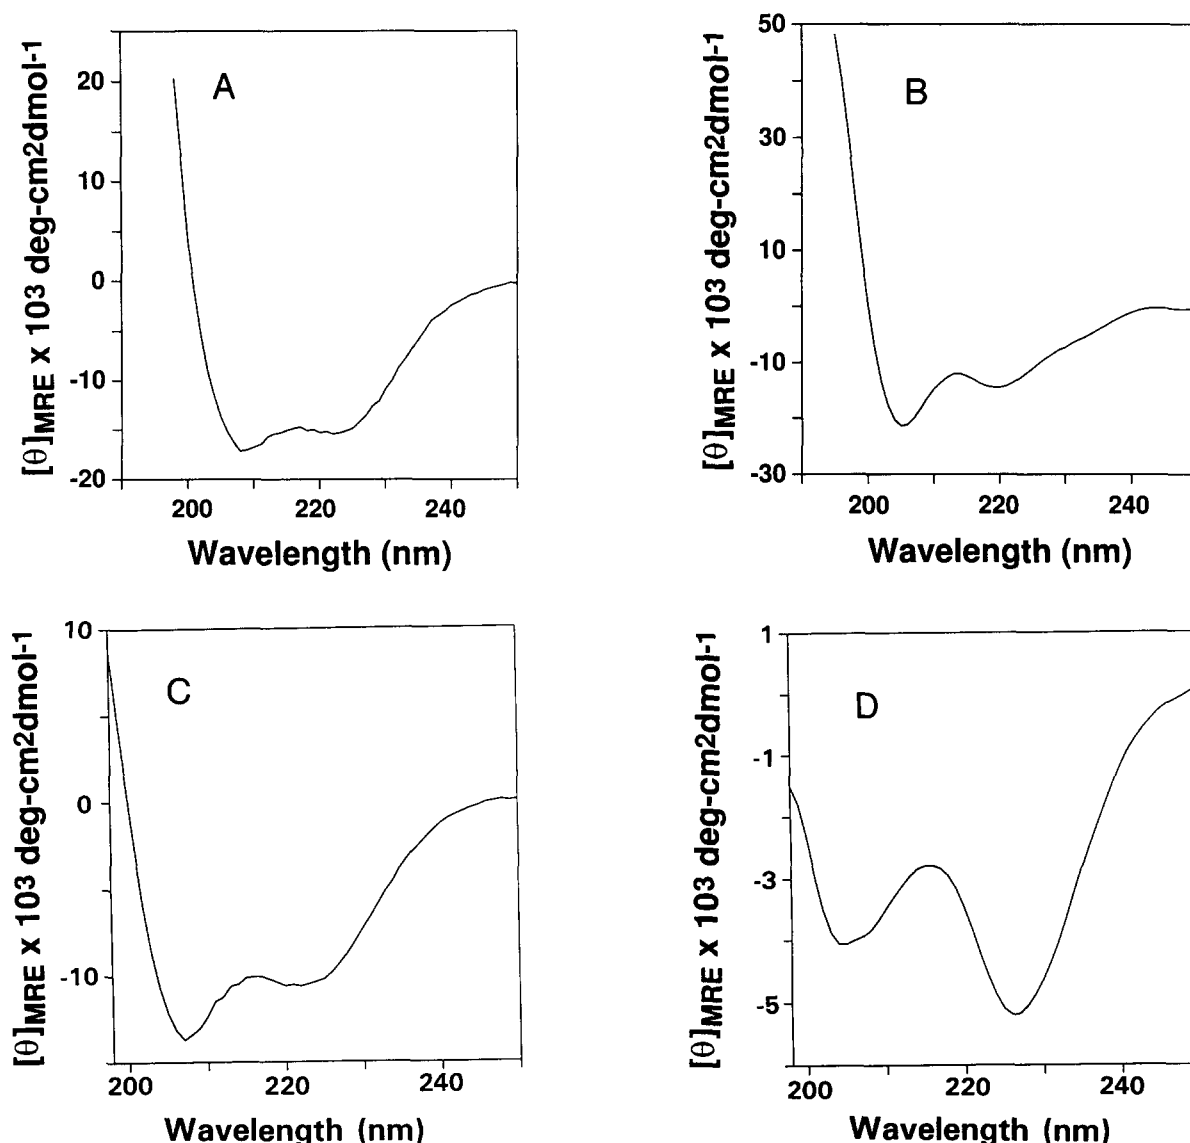 A
[θ]MRE x 10³ deg-cm2dmol-1
20
10
0
-10
-20
200
220
240
Wavelength (nm)
B
[θ]MRE x 10³ deg-cm2dmol-1
50
30
10
-10
-30
200
220
240
Wavelength (nm)
C
[θ]MRE x 10³ deg-cm2dmol-1
10
0
-10
200
220
240
Wavelength (nm)
D
[θ]MRE x 10³ deg-cm2dmol-1
1
-1
-3
-5
200
220
240
Wavelength (nm)